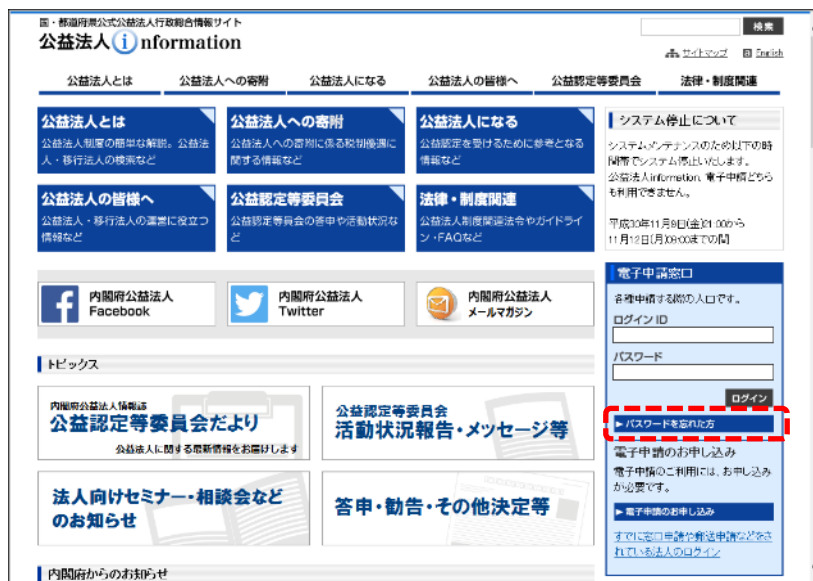 国・都道府県公式公益法人行政総合情報サイト
公益法人information
検索
サイトマップ
English
公益法人とは
公益法人への寄附
公益法人になる
公益法人の皆様へ
公益認定等委員会
法律・制度関連
公益法人とは
公益法人制度の簡単な解説。公益法
人・移行法人の検索など
公益法人への寄附
公益法人への寄附に係る税制優遇に
関する情報など
公益法人になる
公益認定を受けるために参考となる
情報など
公益法人の皆様へ
公益法人・移行法人の運営に役立つ
情報など
公益認定等委員会
公益認定等員会の答申や活動状況な
ど
法律・制度関連
公益法人制度関連法令やガイドライ
ン・FAQなど
内閣府公益法人
Facebook
内閣府公益法人
Twitter
内閣府公益法人
メールマガジン
トピックス
内閣府公益法人情報誌
公益認定等委員会だより
公益法人に関する最新情報をお届けします
公益認定等委員会
活動状況報告・メッセージ等
法人向けセミナー・相談会など
のお知らせ
答申・勧告・その他決定等
内閣府からのお知らせ
システム停止について
システムメンテナンスのため以下の時
間帯でシステム停止いたします。
公益法人information、電子申請どちら
も利用できません。
平成30年11月9日(金)21:00から
11月12日(月)09:00までの間
電子申請窓口
各種申請する際の入口です。
ログインID
パスワード
ログイン
パスワードを忘れた方
電子申請のお申し込み
電子申請のご利用には、お申し込み
が必要です。
電子申請のお申し込み
すでに窓口申請や郵送申請などをさ
れている法人のログイン